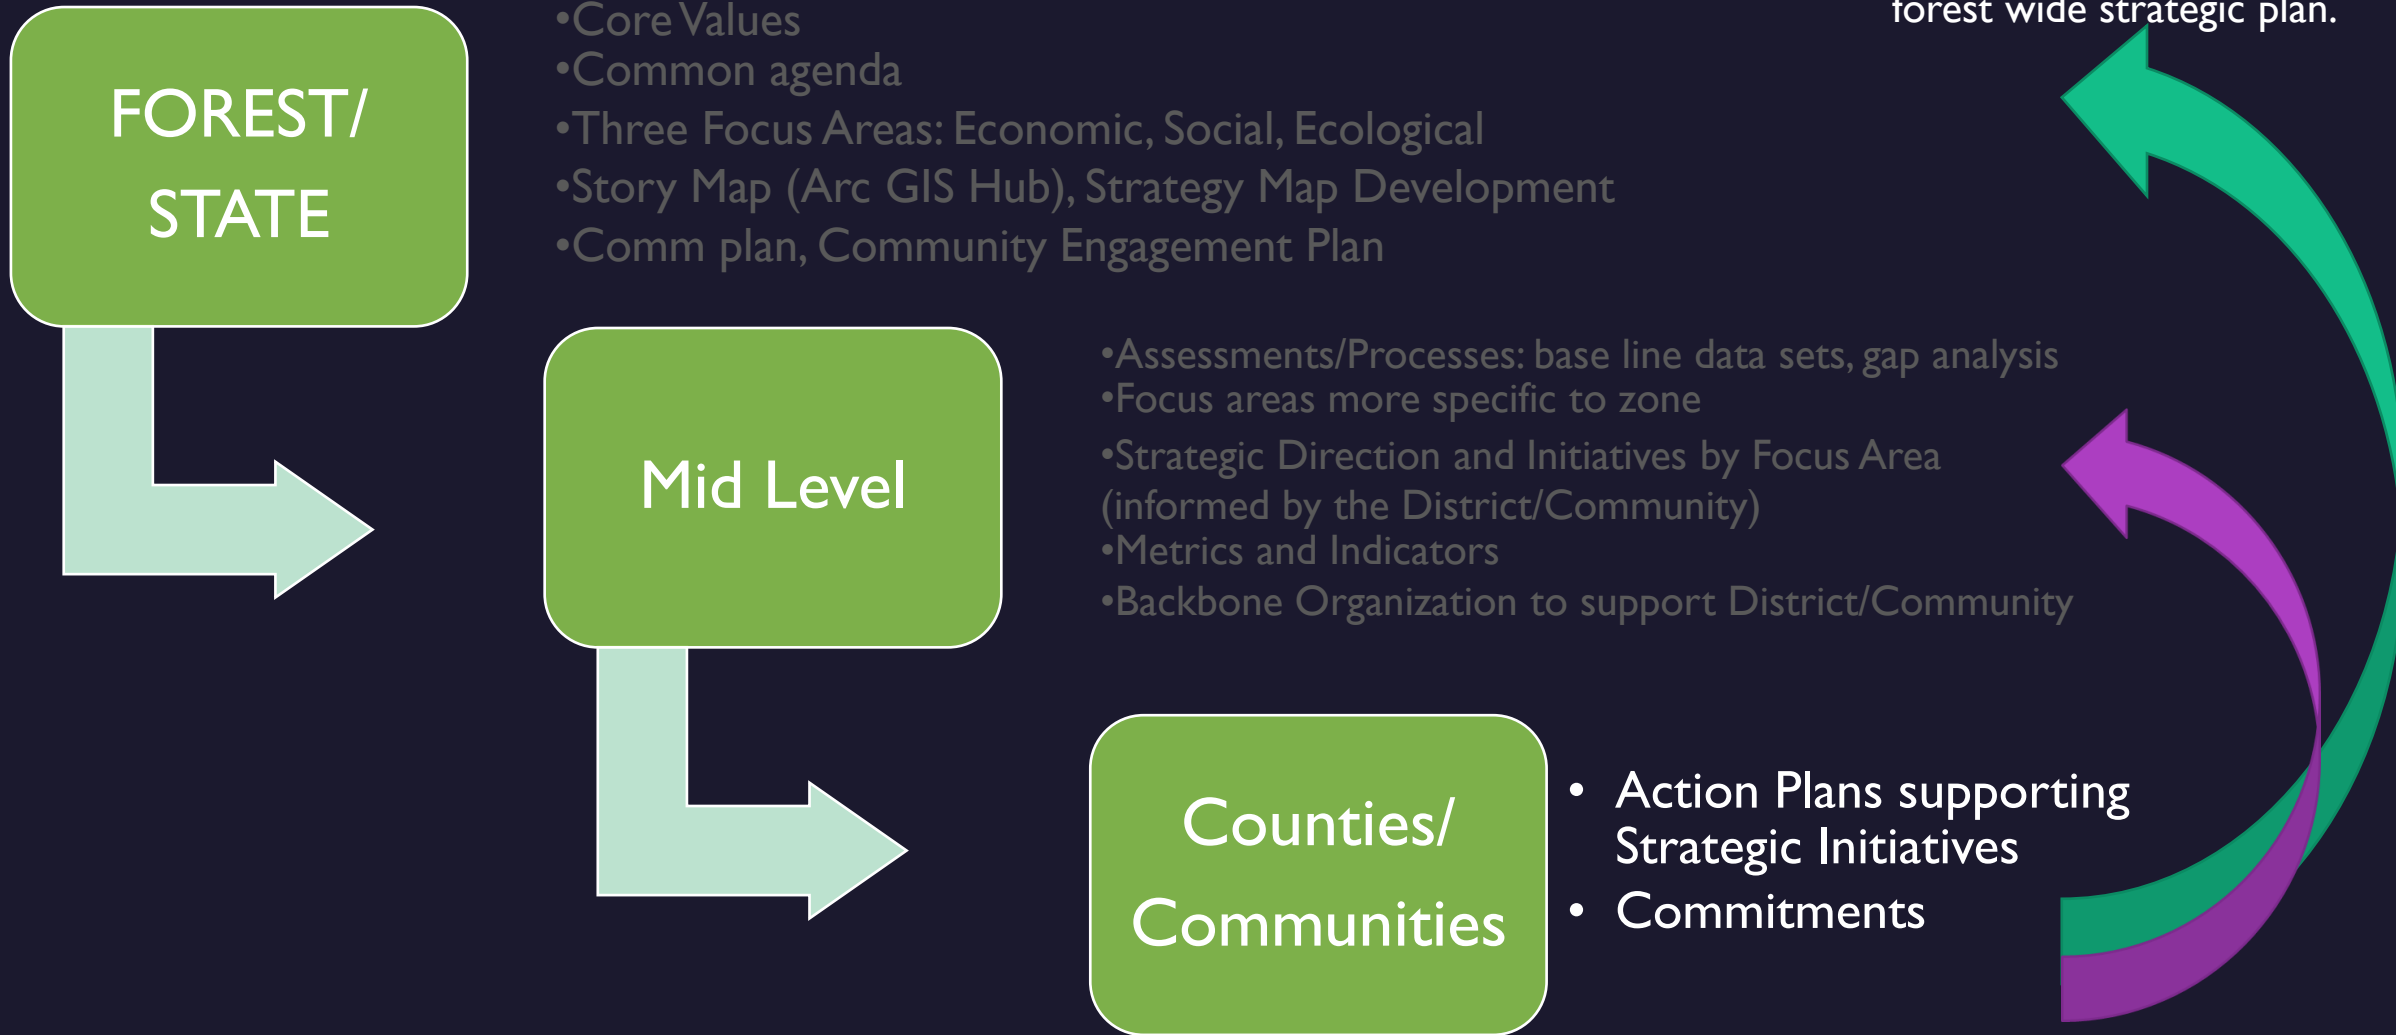 forest wide strategic plan.
FOREST/
STATE
•Core Values
•Common agenda
•Three Focus Areas: Economic, Social, Ecological
•Story Map (Arc GIS Hub), Strategy Map Development
•Comm plan, Community Engagement Plan
Mid Level
•Assessments/Processes: base line data sets, gap analysis
•Focus areas more specific to zone
•Strategic Direction and Initiatives by Focus Area
(informed by the District/Community)
•Metrics and Indicators
•Backbone Organization to support District/Community
Counties/
Communities
• Action Plans supporting
Strategic Initiatives
• Commitments